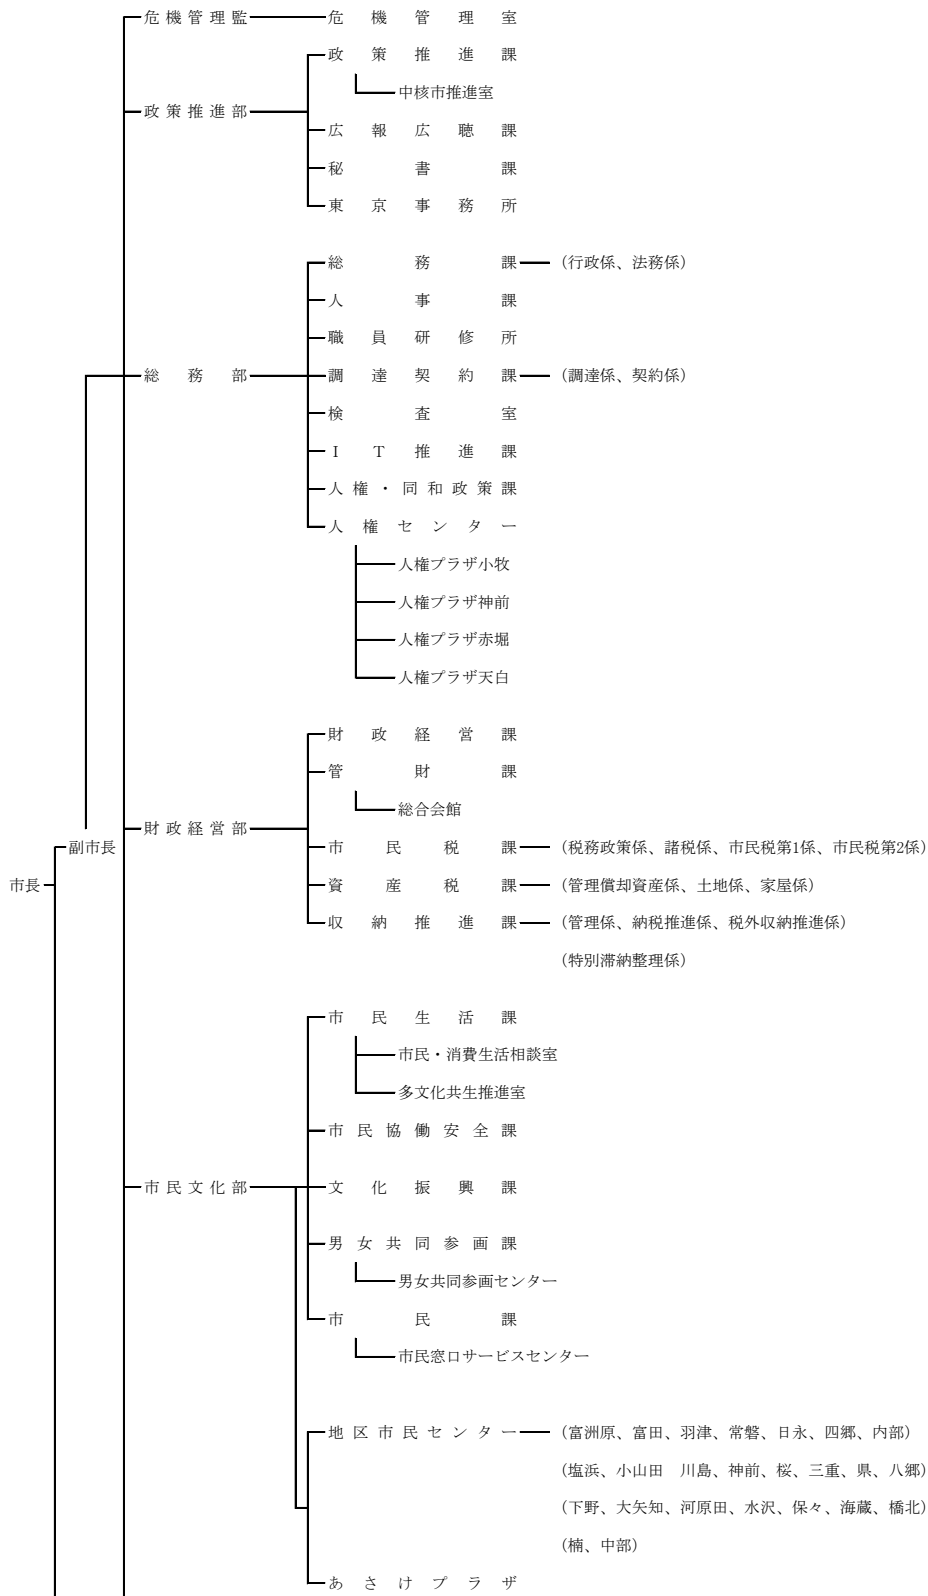 危機管理監 危機管理室
政策推進課
中核市推進室
政策推進部
広報広聴課
秘書課
東京事務所
総務課 (行政係、法務係)
人事課
職員研修所
総務部 調達契約課 (調達係、契約係)
検査室
IT推進課
人権・同和政策課
人権センター
人権プラザ小牧
人権プラザ神前
人権プラザ赤堀
人権プラザ天白
財政経営課
管財課
総合会館
財政経営部
副市長 市民税課 (税務政策係、諸税係、市民税第1係、市民税第2係)
市長 資産税課 (管理償却資産係、土地係、家屋係)
収納推進課 (管理係、納税推進係、税外収納推進係)
(特別滞納整理係)
市民生活課
市民・消費生活相談室
多文化共生推進室
市民協働安全課
市民文化部 文化振興課
男女共同参画課
男女共同参画センター
市民課
市民窓口サービスセンター
地区市民センター (富洲原、富田、羽津、常磐、日永、四郷、内部)
(塩浜、小山田 川島、神前、桜、三重、県、八郷)
(下野、大矢知、河原田、水沢、保々、海蔵、橋北)
(楠、中部)
あさけプラザ